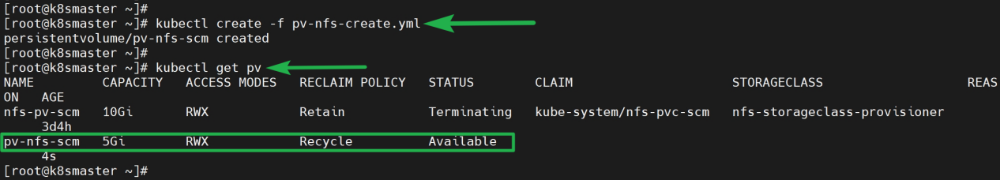 [root@k8smaster ~]#
[root@k8smaster ~]# kubectl create -f pv-nfs-create.yml
persistentvolume/pv-nfs-scm created
[root@k8smaster ~]#
[root@k8smaster ~]# kubectl get pv
NAME         CAPACITY   ACCESS MODES   RECLAIM POLICY   STATUS        CLAIM                     STORAGECLASS                   REAS
ON   AGE
nfs-pv-scm   10Gi       RWX            Retain           Terminating   kube-system/nfs-pvc-scm   nfs-storageclass-provisioner
     3d4h
pv-nfs-scm   5Gi        RWX            Recycle          Available
     4s
[root@k8smaster ~]#